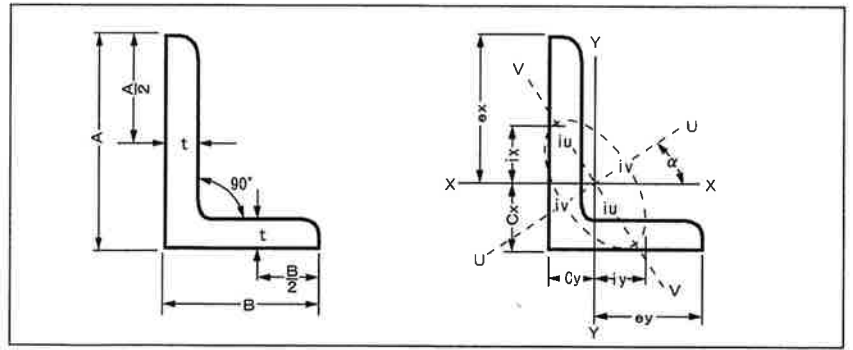 A
A/2
t
90°
t
B/2
B
Y
V
ex
ix
iu
U
iv
α
X
X
Cx
iv
iu
U
Cy
iy
V
ey
Y